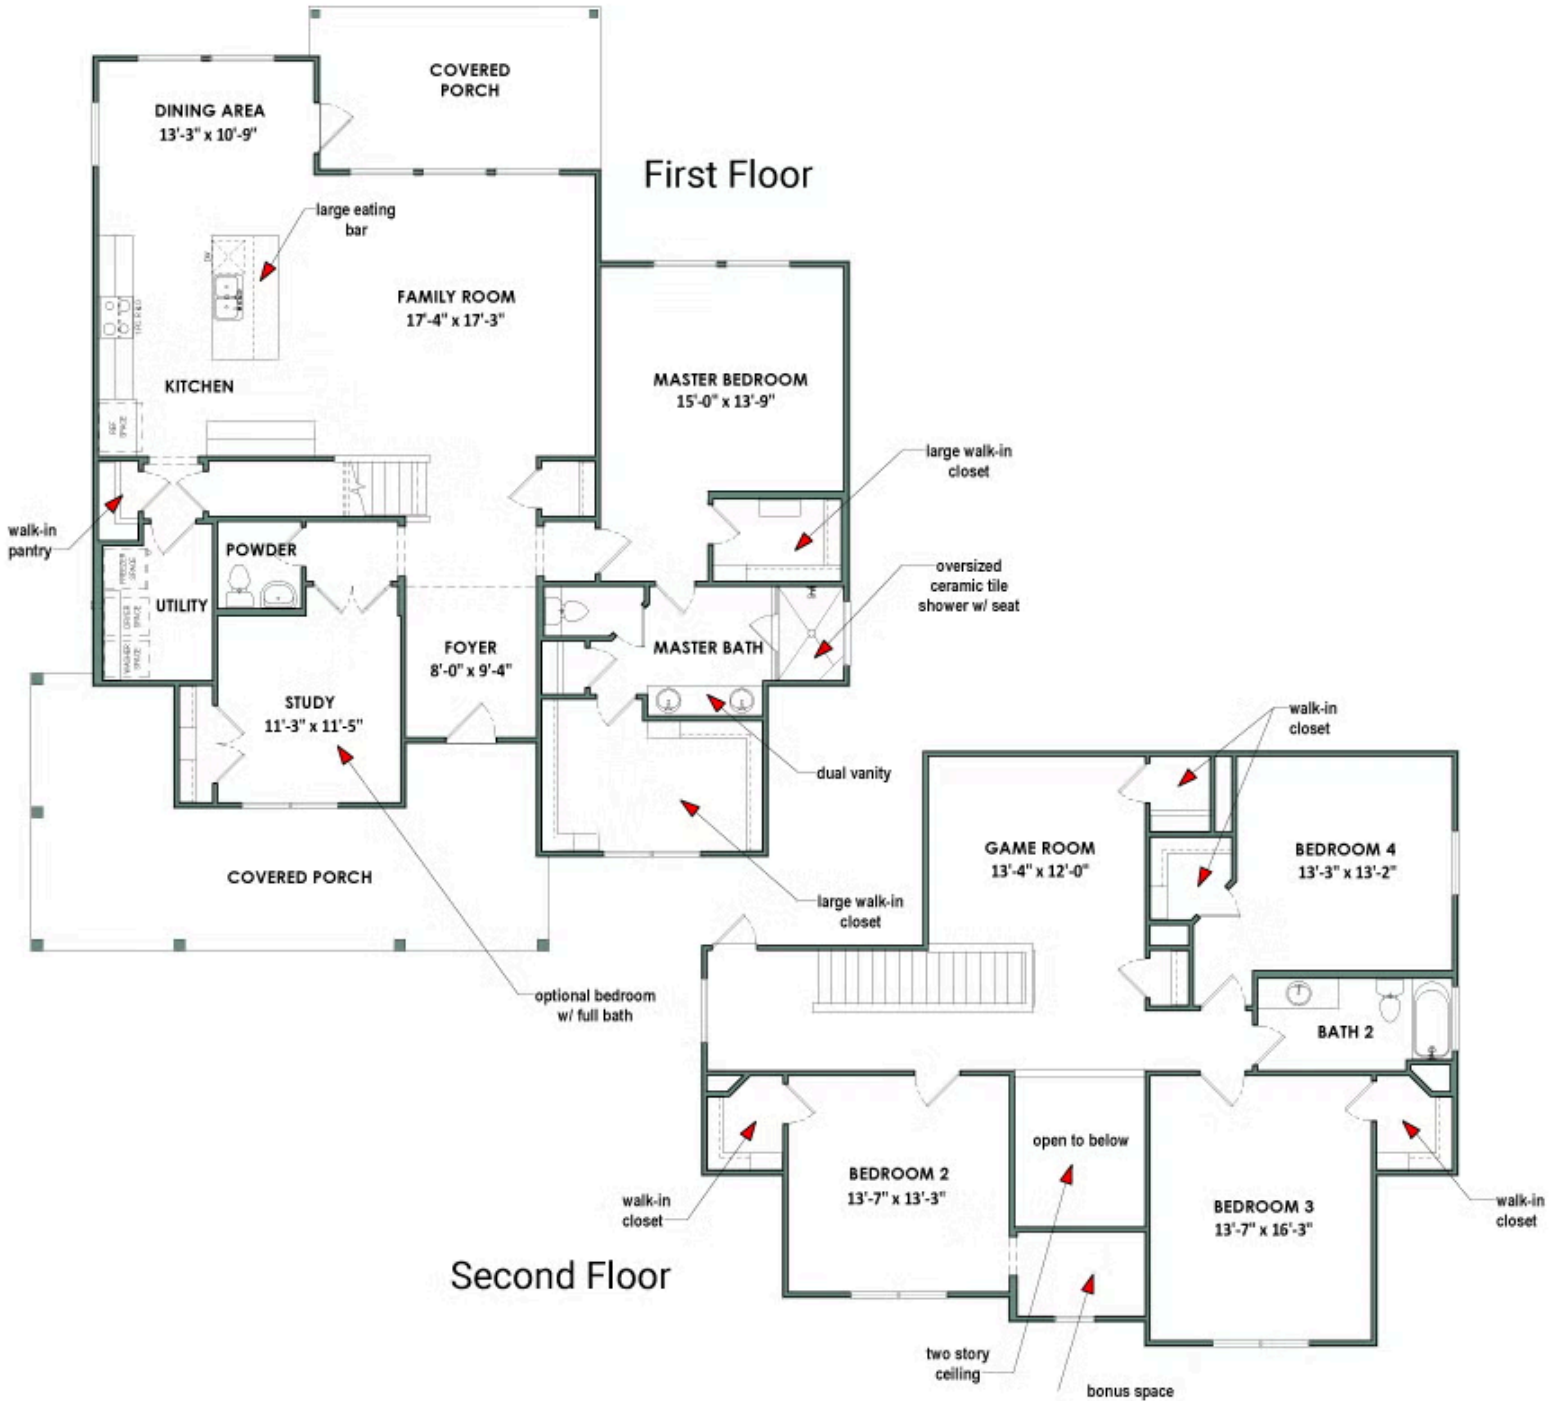 COVERED
PORCH
DINING AREA
13'-3" x 10'-9"
First Floor
large eating
bar
FAMILY ROOM
17'-4" x 17'-3"
KITCHEN
MASTER BEDROOM
15'-0" x 13'-9"
large walk-in
closet
walk-in
pantry
POWDER
UTILITY
oversized
ceramic tile
shower w/ seat
FOYER
8'-0" x 9'-4"
MASTER BATH
STUDY
11'-3" x 11'-5"
dual vanity
COVERED PORCH
large walk-in
closet
optional bedroom
w/ full bath
walk-in
closet
GAME ROOM
13'-4" x 12'-0"
BEDROOM 4
13'-3" x 13'-2"
BATH 2
open to below
BEDROOM 2
13'-7" x 13'-3"
walk-in
closet
BEDROOM 3
13'-7" x 16'-3"
walk-in
closet
Second Floor
two story
ceiling
bonus space